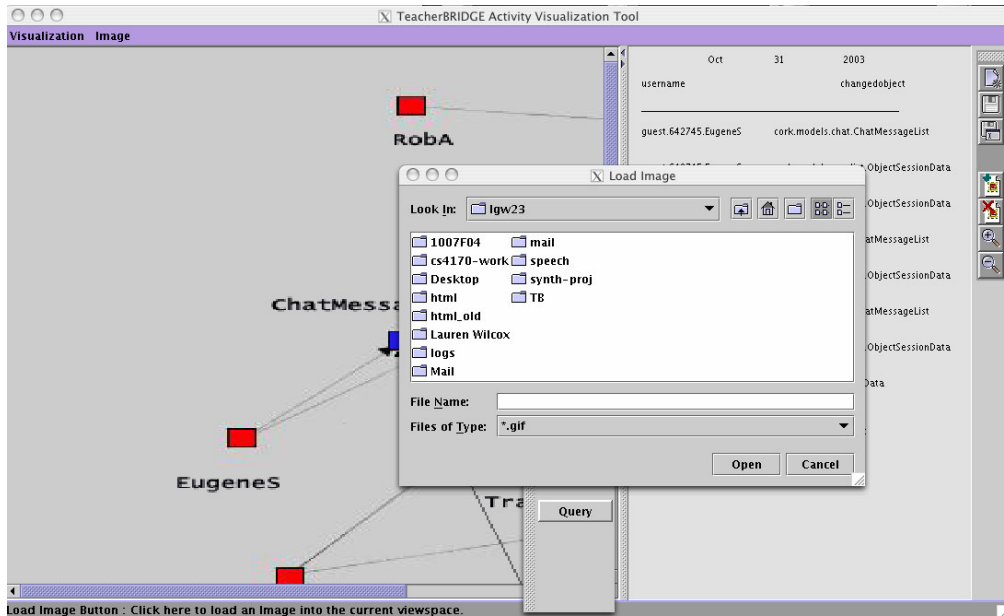 TeacherBRIDGE Activity Visualization Tool
Visualization Image
Oct 31 2003
username changedobject
RobA
guest.642745.EugeneS cork.models.chat.ChatMessageList
Load Image
.ObjectSessionData
Look In: lgw23
.ObjectSessionData
1007F04 mail
atMessageList
cs4170-work speech
Desktop synth-proj
.ObjectSessionData
html TB
ChatMessa
html_old
atMessageList
Lauren Wilcox
logs
.ObjectSessionData
Mail
Data
File Name:
Files of Type: *.gif
Open Cancel
EugeneS
Tra
Query
Load Image Button : Click here to load an Image into the current viewspace.